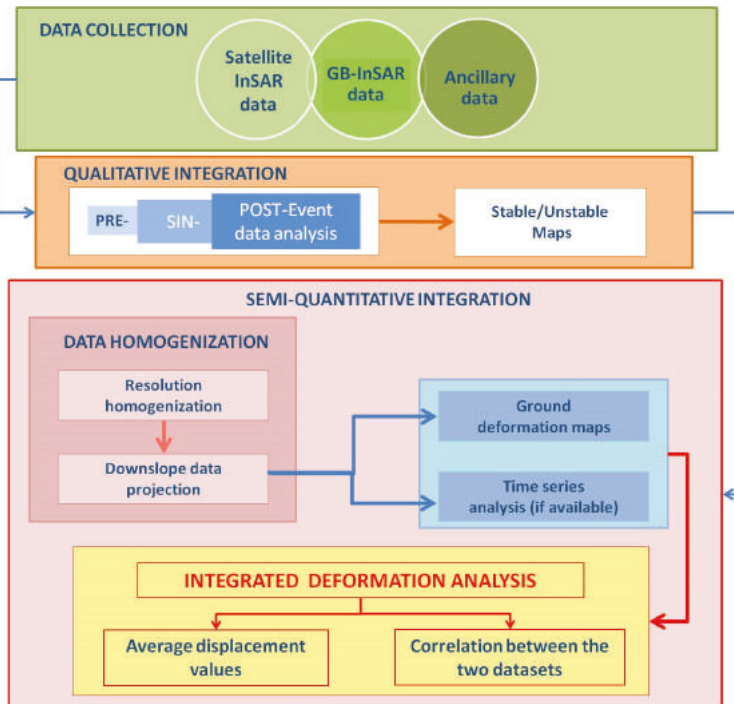 DATA COLLECTION
Satellite
InSAR
data
GB-InSAR
data
Ancillary
data
QUALITATIVE INTEGRATION
PRE-
SIN-
POST-Event
data analysis
Stable/Unstable
Maps
SEMI-QUANTITATIVE INTEGRATION
DATA HOMOGENIZATION
Resolution
homogenization
Downslope data
projection
Ground
deformation maps
Time series
analysis (if available)
INTEGRATED DEFORMATION ANALYSIS
Average displacement
values
Correlation between the
two datasets